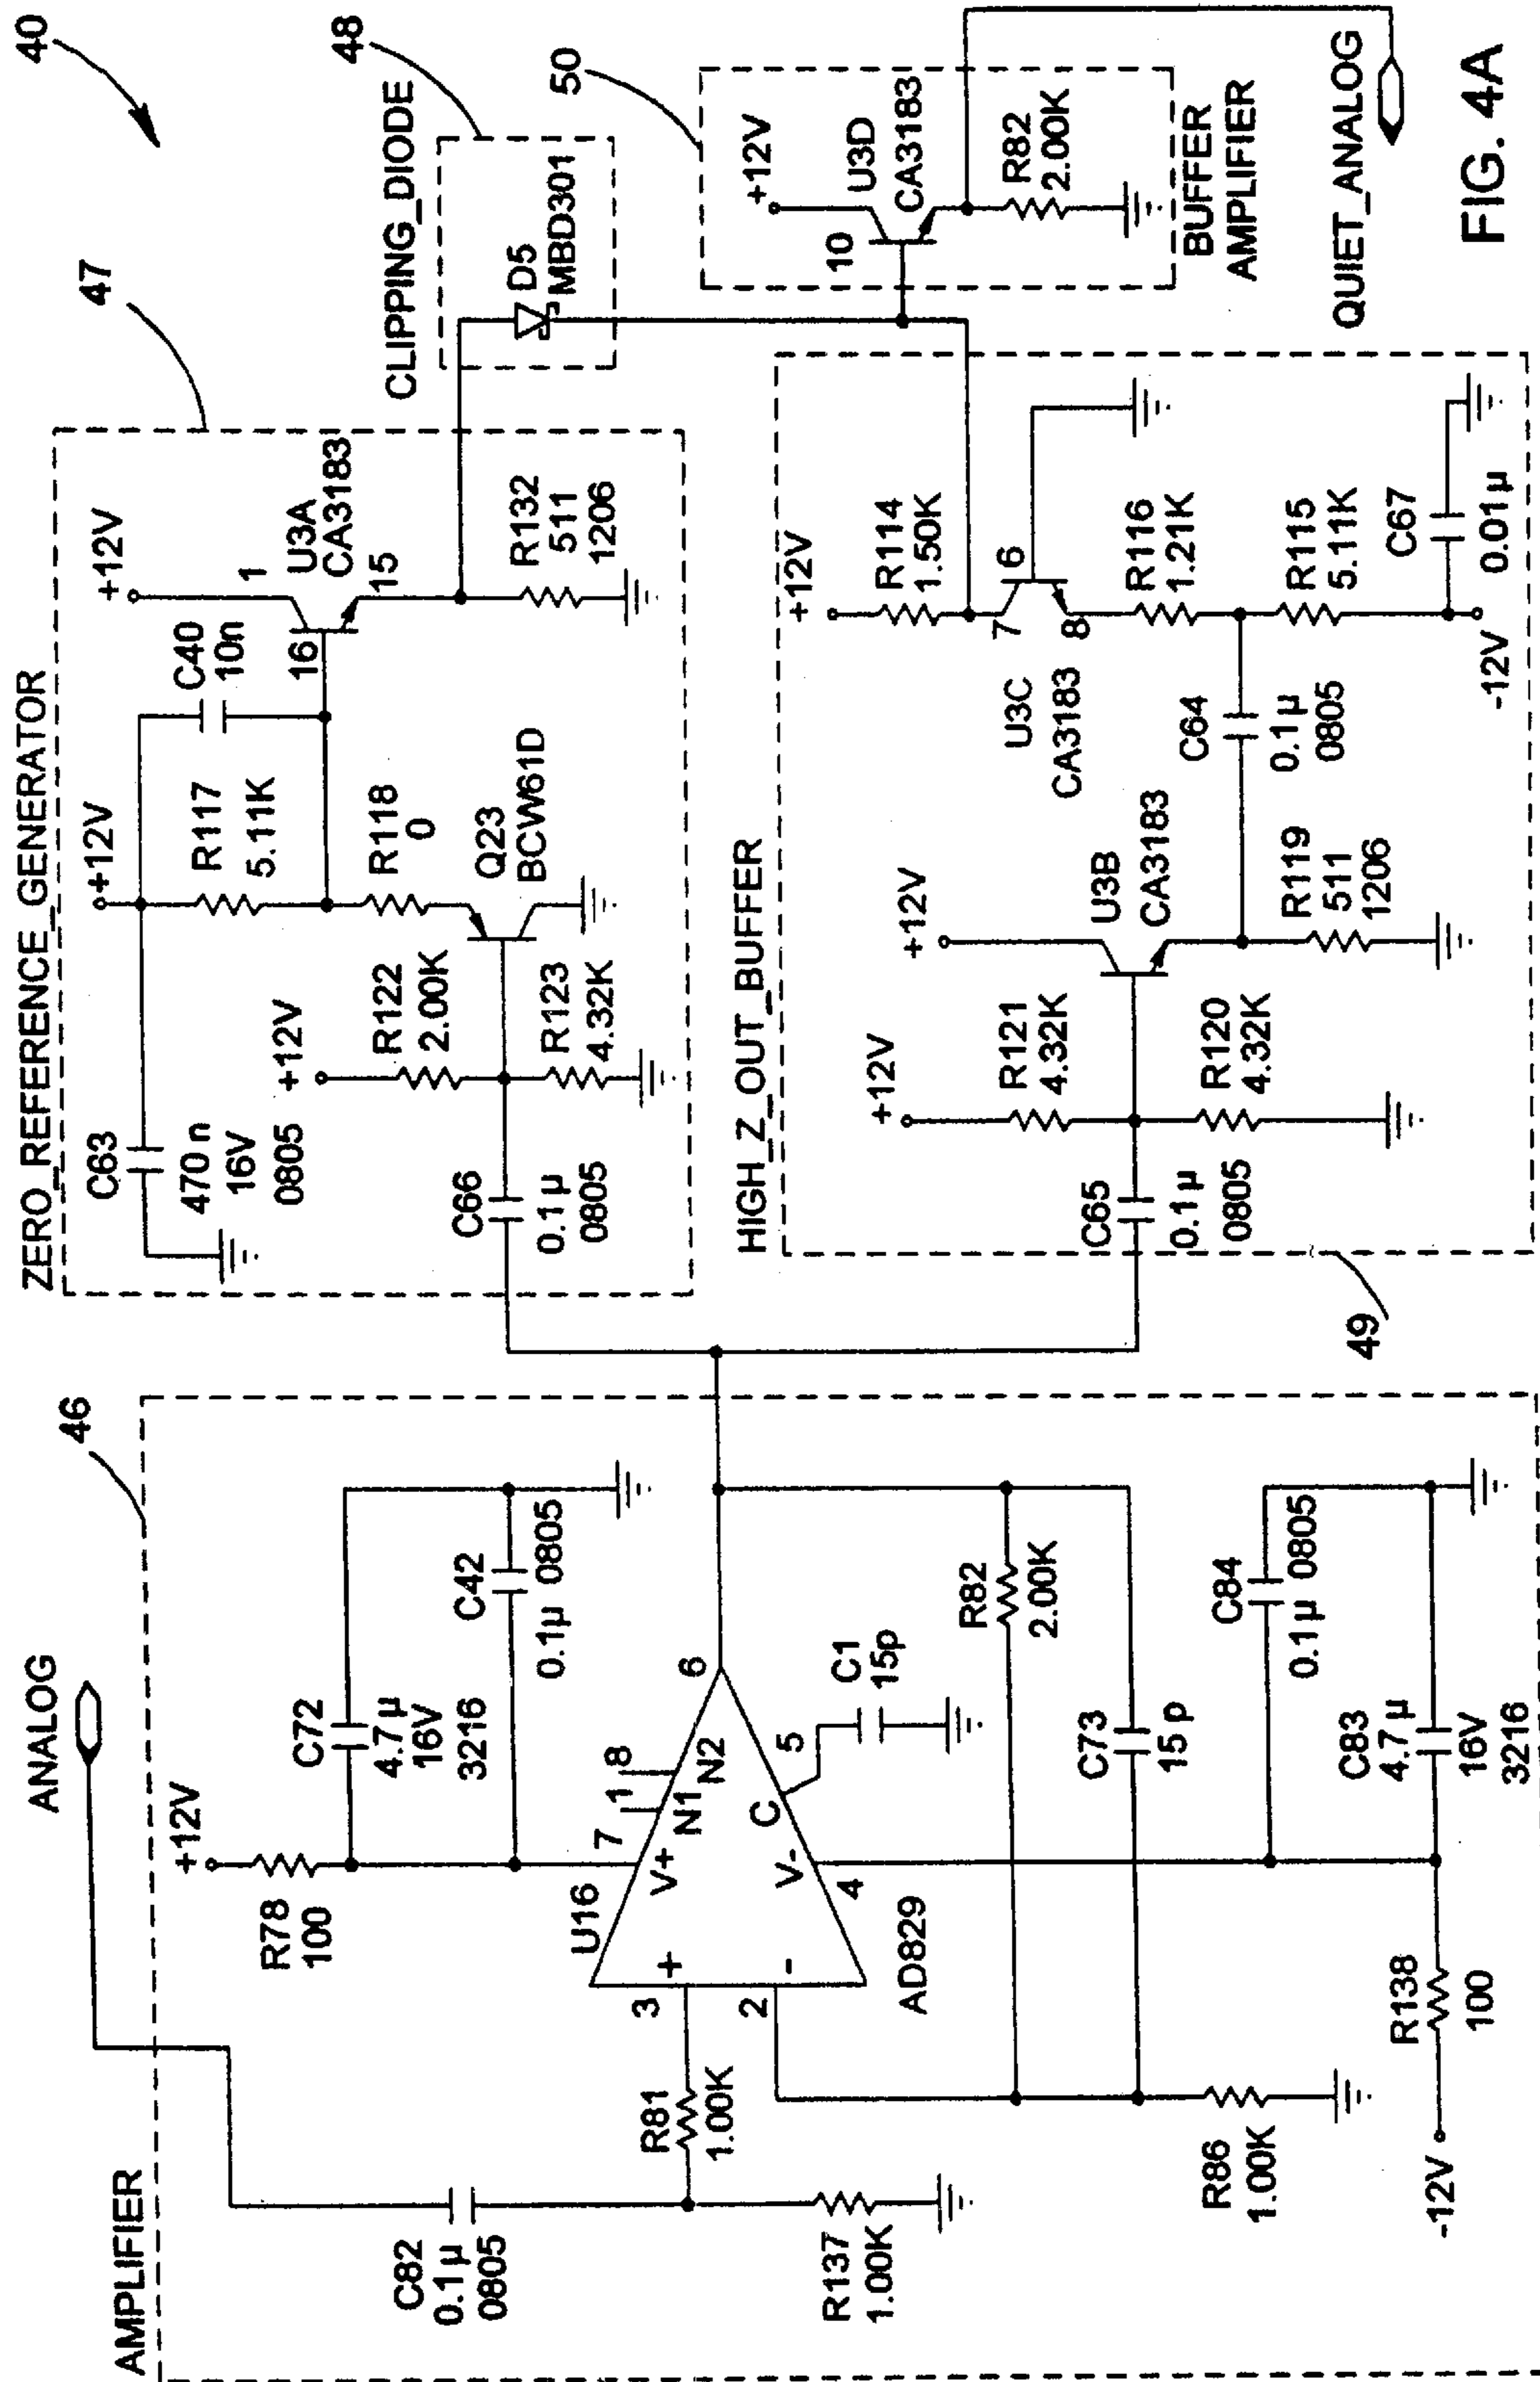 40
AMPLIFIER
46
ANALOG
C82
0.1µ
0805
R137
1.00K
R81
1.00K
3
2
+
-
U16
AD829
+12V
R78
100
C72
4.7µ
16V
3216
C42
0.1µ 0805
7
V+
1
8
N1
N2
6
C
5
V-
4
C1
15p
R82
2.00K
C73
15p
R86
1.00K
C84
0.1µ 0805
C83
4.7µ
16V
3216
R138
100
-12V
ZERO_REFERENCE_GENERATOR
47
C63
470n
16V
0805
+12V
R117
5.11K
C40
10n
+12V
1
U3A
CA3183
16
15
R118
0
Q23
BCW61D
+12V
R122
2.00K
R123
4.32K
C66
0.1µ
0805
R132
511
1206
CLIPPING_DIODE
48
D5
MBD301
50
+12V
U3D
CA3183
10
R82
2.00K
BUFFER
AMPLIFIER
QUIET_ANALOG
HIGH_Z_OUT_BUFFER
49
C65
0.1µ
0805
+12V
R121
4.32K
R120
4.32K
+12V
U3B
CA3183
R119
511
1206
C64
0.1µ
0805
+12V
R114
1.50K
7
6
8
U3C
CA3183
R116
1.21K
R115
5.11K
C67
0.01µ
-12V
FIG. 4A